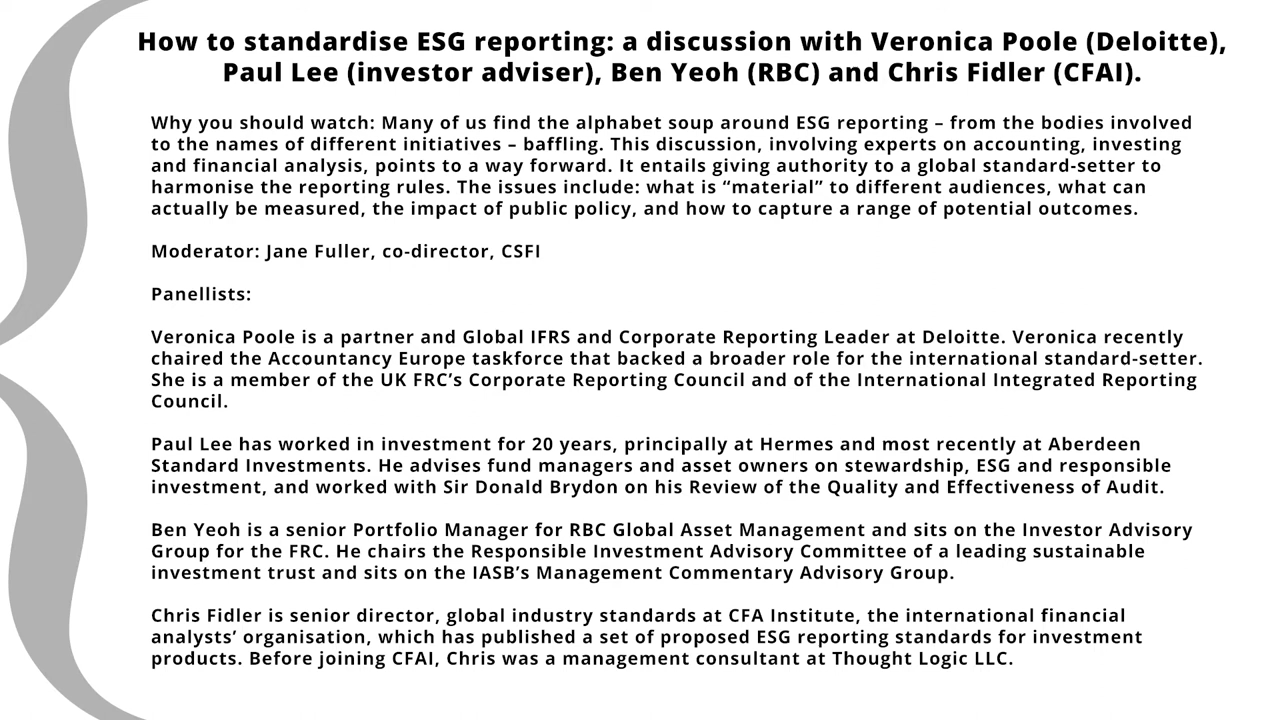 How to standardise ESG reporting: a discussion with Veronica Poole (Deloitte),
Paul Lee (investor adviser), Ben Yeoh (RBC) and Chris Fidler (CFAI).
Why you should watch: Many of us find the alphabet soup around ESG reporting – from the bodies involved
to the names of different initiatives – baffling. This discussion, involving experts on accounting, investing
and financial analysis, points to a way forward. It entails giving authority to a global standard-setter to
harmonise the reporting rules. The issues include: what is “material” to different audiences, what can
actually be measured, the impact of public policy, and how to capture a range of potential outcomes.
Moderator: Jane Fuller, co-director, CSFI
Panellists:
Veronica Poole is a partner and Global IFRS and Corporate Reporting Leader at Deloitte. Veronica recently
chaired the Accountancy Europe taskforce that backed a broader role for the international standard-setter.
She is a member of the UK FRC’s Corporate Reporting Council and of the International Integrated Reporting
Council.
Paul Lee has worked in investment for 20 years, principally at Hermes and most recently at Aberdeen
Standard Investments. He advises fund managers and asset owners on stewardship, ESG and responsible
investment, and worked with Sir Donald Brydon on his Review of the Quality and Effectiveness of Audit.
Ben Yeoh is a senior Portfolio Manager for RBC Global Asset Management and sits on the Investor Advisory
Group for the FRC. He chairs the Responsible Investment Advisory Committee of a leading sustainable
investment trust and sits on the IASB’s Management Commentary Advisory Group.
Chris Fidler is senior director, global industry standards at CFA Institute, the international financial
analysts’ organisation, which has published a set of proposed ESG reporting standards for investment
products. Before joining CFAI, Chris was a management consultant at Thought Logic LLC.